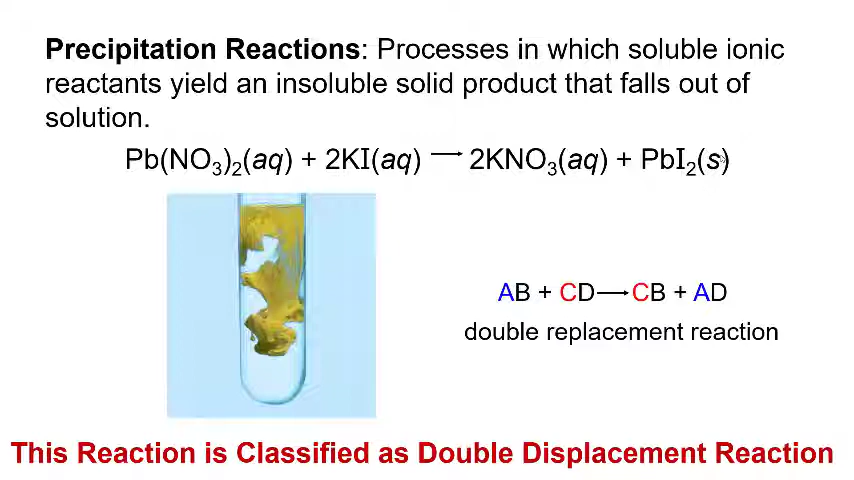 Precipitation Reactions: Processes in which soluble ionic
reactants yield an insoluble solid product that falls out of
solution.
Pb(NO₃)₂(aq) + 2KI(aq) ⟶ 2KNO₃(aq) + PbI₂(s)
AB + CD⟶CB + AD
double replacement reaction
This Reaction is Classified as Double Displacement Reaction